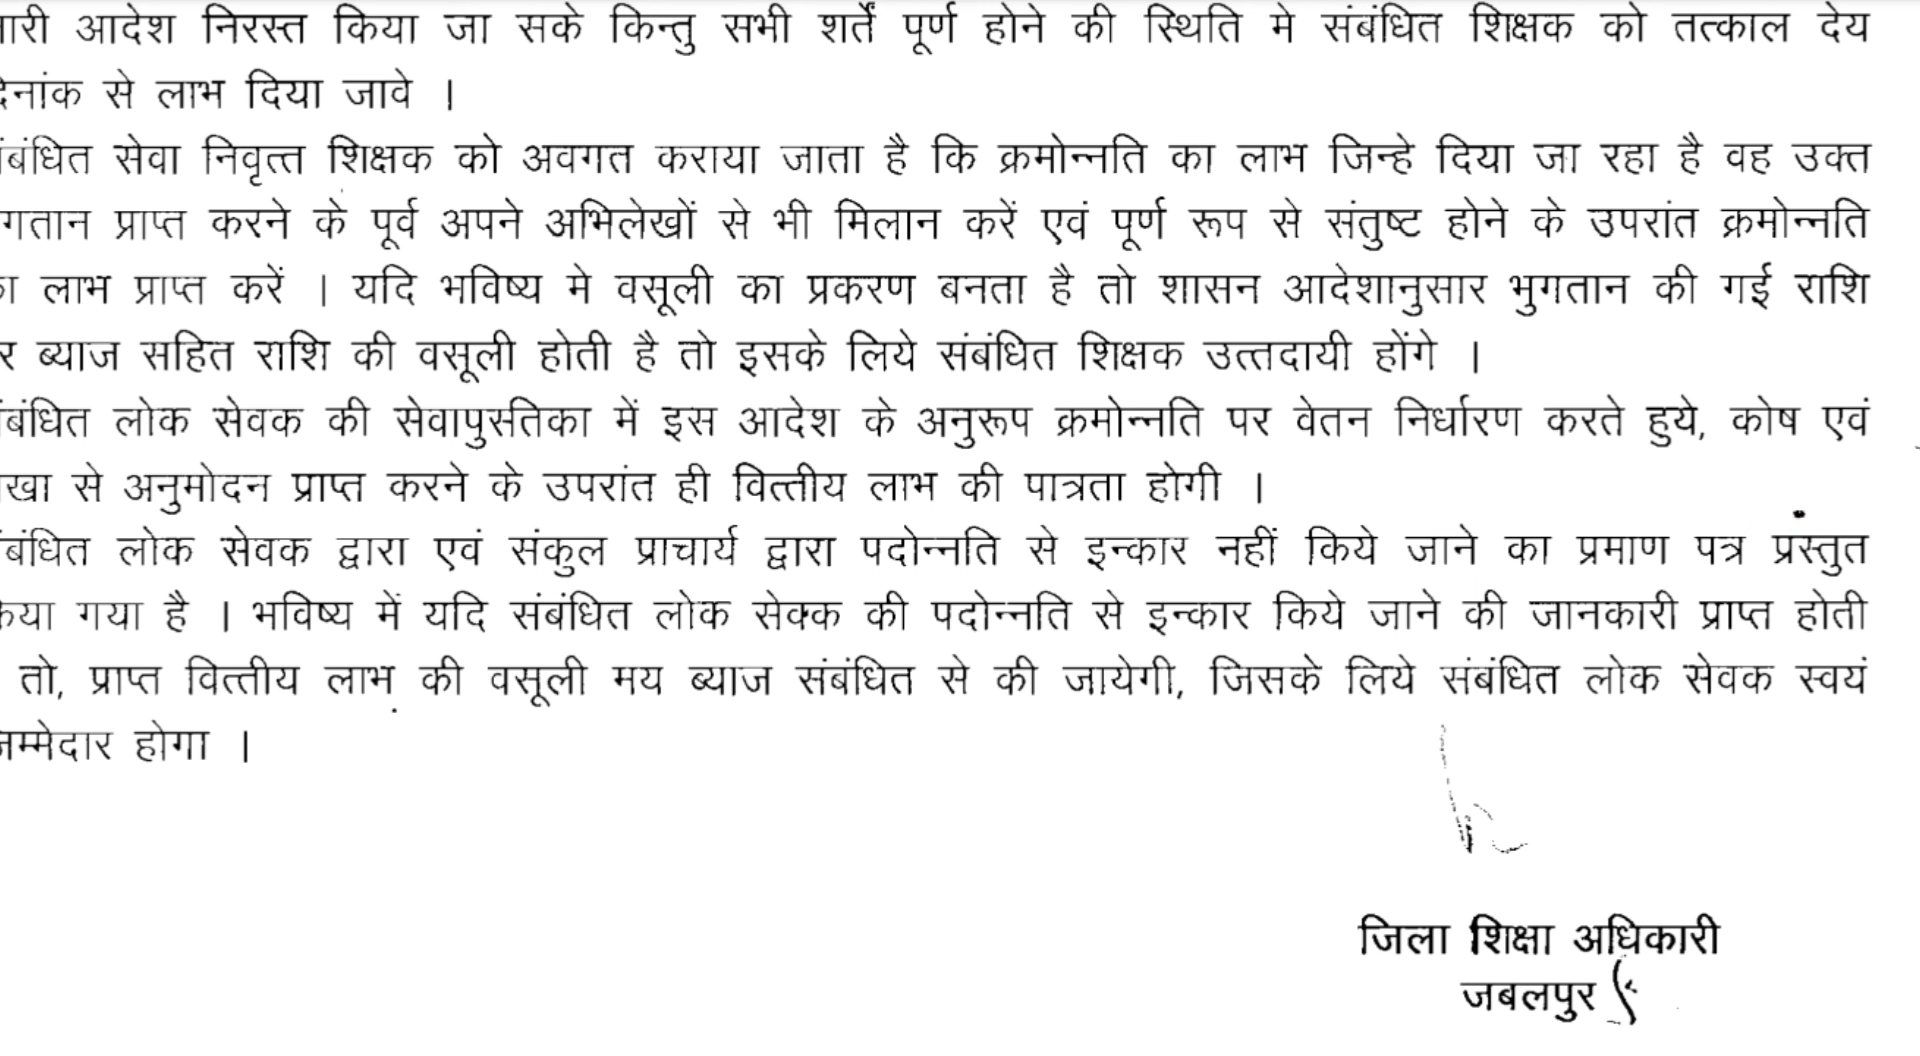 ारी आदेश निरस्त किया जा सके किन्तु सभी शर्तें पूर्ण होने की स्थिति मे संबंधित शिक्षक को तत्काल देय
से लाभ दिया जावे ।
सेवा निवृत्त शिक्षक को अवगत कराया जाता है कि क्रमोन्नति का लाभ जिन्हे दिया जा रहा है वह उक्त
गतान प्राप्त करने के पूर्व अपने अभिलेखों से भी मिलान करें एवं पूर्ण रूप से संतुष्ट होने के उपरांत क्रमोन्नति
लाभ प्राप्त करें । यदि भविष्य मे वसूली का प्रकरण बनता है तो शासन आदेशानुसार भुगतान की गई राशि
र ब्याज सहित राशि की वसूली होती है तो इसके लिये संबंधित शिक्षक उत्तदायी होंगे ।
बंधित लोक सेवक की सेवापुस्तिका में इस आदेश के अनुरूप क्रमोन्नति पर वेतन निर्धारण करते हुये, कोष एवं
खा से अनुमोदन प्राप्त करने के उपरांत ही वित्तीय लाभ की पात्रता होगी ।
बंधित लोक सेवक द्वारा एवं संकुल प्राचार्य द्वारा पदोन्नति से इन्कार नहीं किये जाने का प्रमाण पत्र प्रस्तुत
या गया है । भविष्य में यदि संबंधित लोक सेवक की पदोन्नति से इन्कार किये जाने की जानकारी प्राप्त होती
तो, प्राप्त वित्तीय लाभ की वसूली मय ब्याज संबंधित से की जायेगी, जिसके लिये संबंधित लोक सेवक स्वयं
म्मेदार होगा ।
जिला शिक्षा अधिकारी
जबलपुर